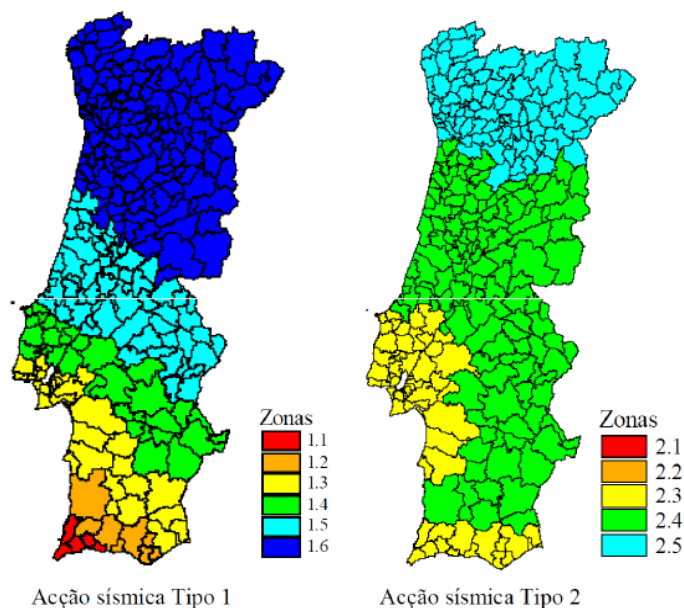 Zonas
1.1
1.2
1.3
1.4
1.5
1.6
Acção sísmica Tipo 1
Zonas
2.1
2.2
2.3
2.4
2.5
Acção sísmica Tipo 2